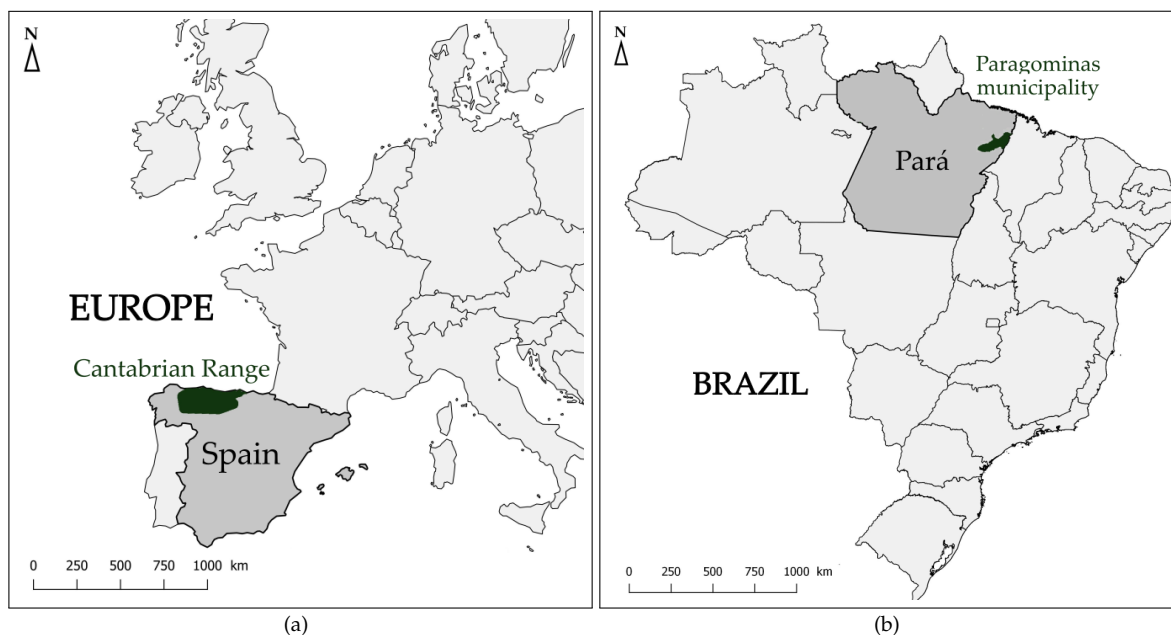 N
EUROPE
Cantabrian Range
Spain
0 250 500 750 1000 km
(a)
N
Paragominas
municipality
Pará
BRAZIL
0 250 500 750 1000 km
(b)